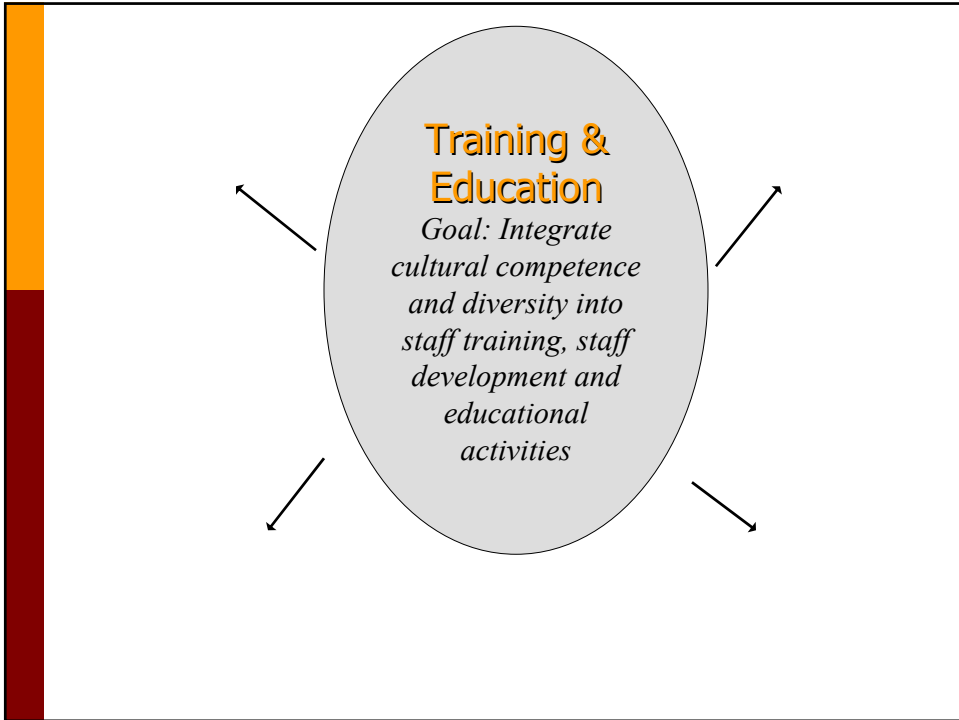 Training &
Education
Goal: Integrate
cultural competence
and diversity into
staff training, staff
development and
educational
activities